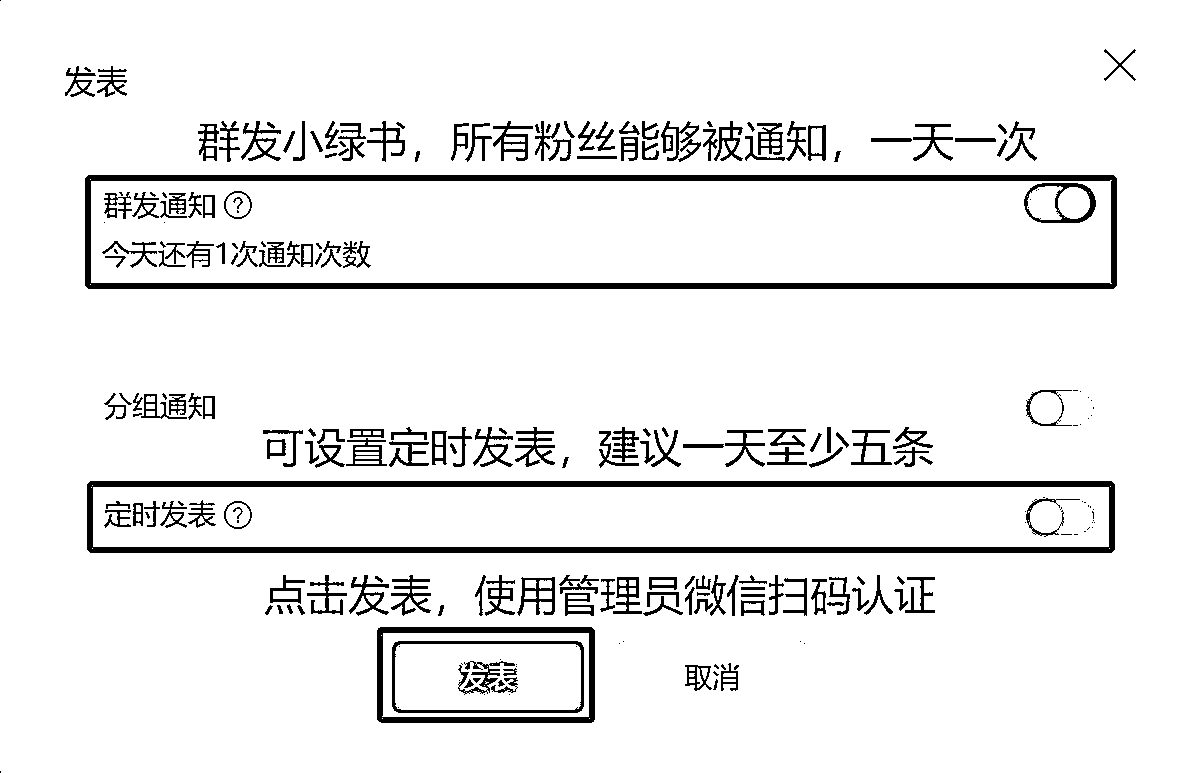 发表
群发小绿书，所有粉丝能够被通知，一天一次
群发通知?
今天还有1次通知次数
分组通知
可设置定时发表，建议一天至少五条
定时发表?
点击发表，使用管理员微信扫码认证
发表 取消